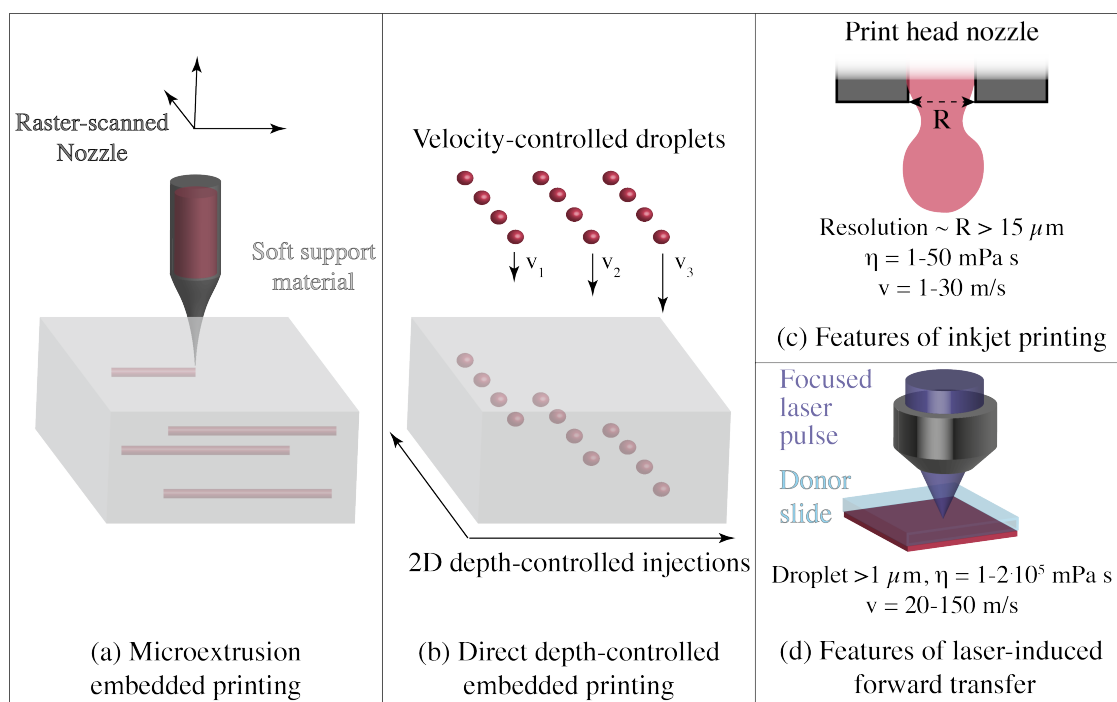 Raster-scanned
Nozzle
Soft support
material
(a) Microextrusion
embedded printing
Velocity-controlled droplets
v₁
v₂
v₃
2D depth-controlled injections
(b) Direct depth-controlled
embedded printing
Print head nozzle
R
Resolution ~ R > 15 μm
η = 1-50 mPa s
v = 1-30 m/s
(c) Features of inkjet printing
Focused
laser
pulse
Donor
slide
Droplet >1 μm, η = 1-2·10⁵ mPa s
v = 20-150 m/s
(d) Features of laser-induced
forward transfer